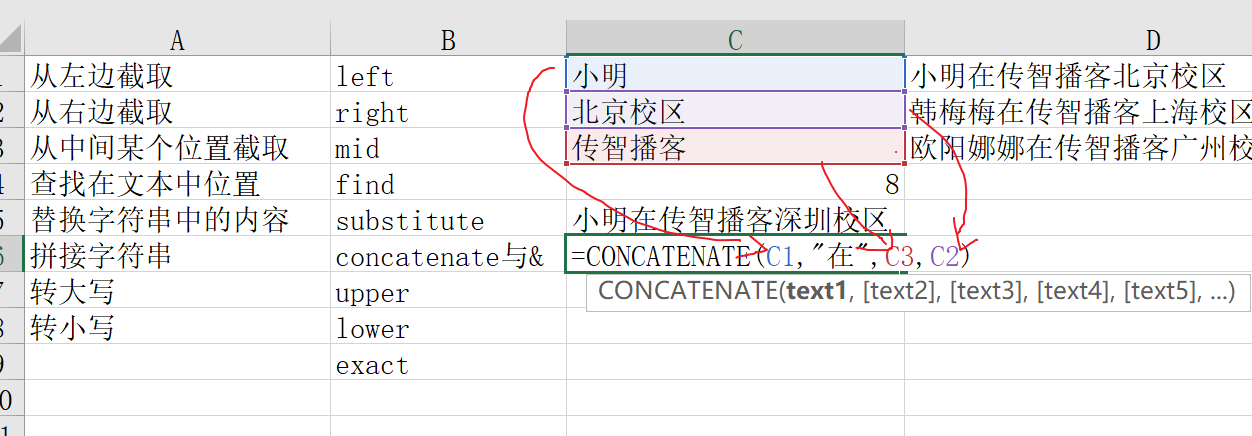 A B C D
1 从左边截取 left 小明 小明在传智播客北京校区
2 从右边截取 right 北京校区 韩梅梅在传智播客上海校区
3 从中间某个位置截取 mid 传智播客 欧阳娜娜在传智播客广州校
4 查找在文本中位置 find 8
5 替换字符串中的内容 substitute 小明在传智播客深圳校区
6 拼接字符串 concatenate与& =CONCATENATE(C1,"在",C3,C2)
7 转大写 upper CONCATENATE(text1, [text2], [text3], [text4], [text5], ...)
8 转小写 lower
9 exact
0
1